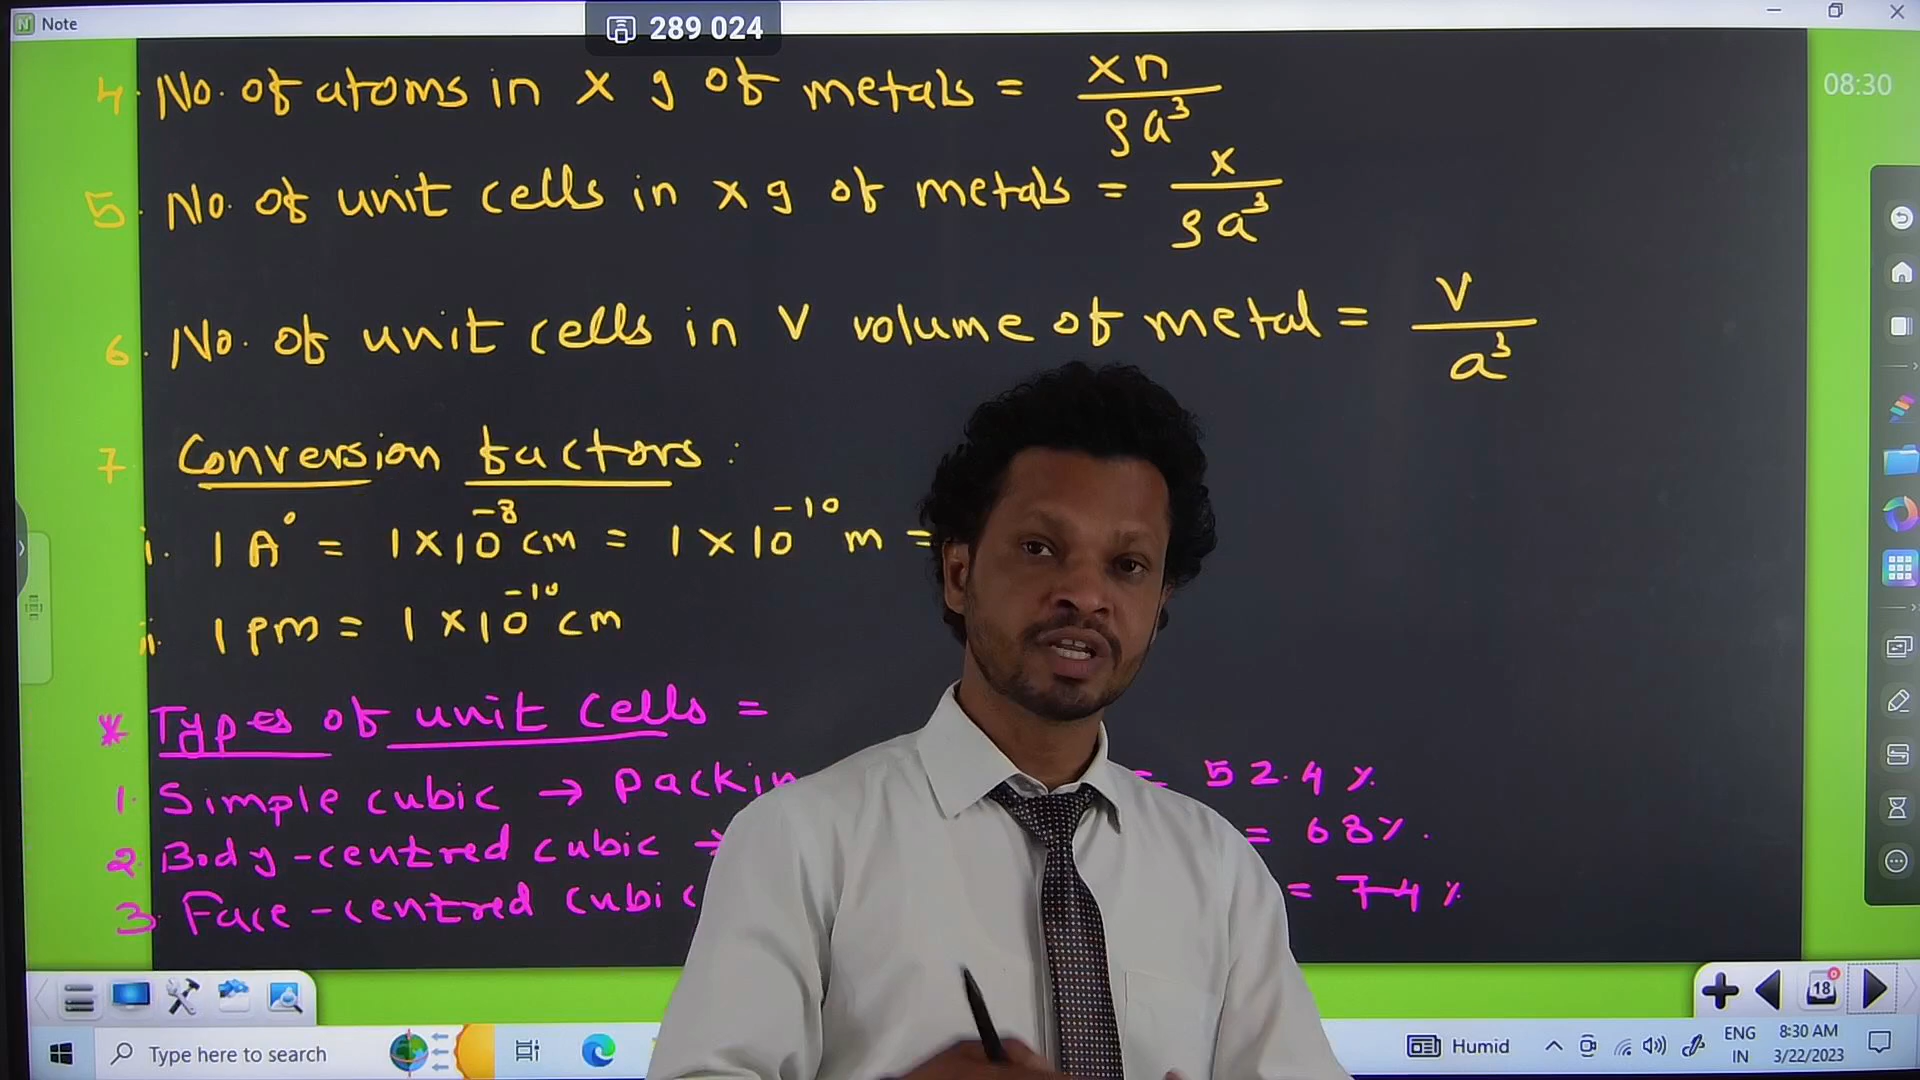 Note
289 024
08:30
4. No. of atoms in x g of metals = xn / ρa³
5. No. of unit cells in x g of metals = x / ρa³
6. No. of unit cells in V volume of metal = V / a³
7 Conversion factors :
i. 1 A° = 1×10⁻⁸ cm = 1×10⁻¹⁰ m =
ii. 1 pm = 1×10⁻¹⁰ cm
* Types of unit cells =
1. Simple cubic → Packin = 52.4 %
2. Body-centred cubic → = 68%.
3. Face-centred cubic = 74 %
18
0
Type here to search
Humid
ENG
IN
8:30 AM
3/22/2023